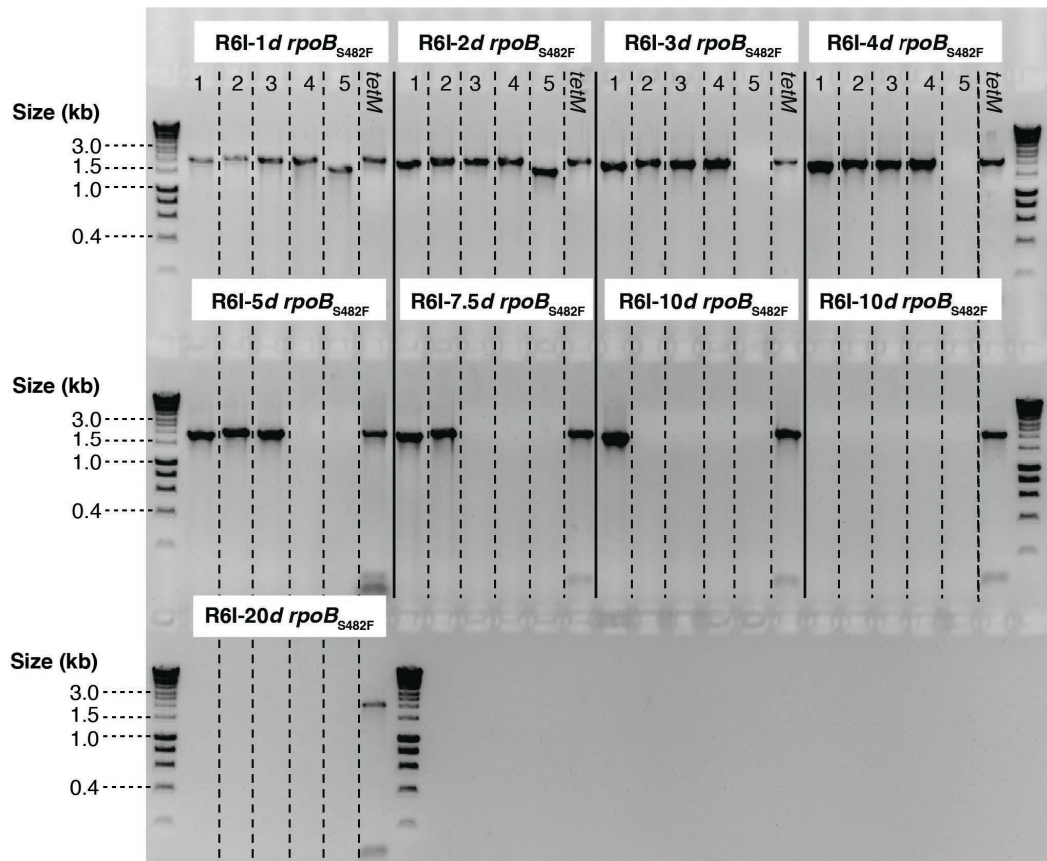 R6I-1d rpoBS482F R6I-2d rpoBS482F R6I-3d rpoBS482F R6I-4d rpoBS482F
1 2 3 4 5 tetM 1 2 3 4 5 tetM 1 2 3 4 5 tetM 1 2 3 4 5 tetM
Size (kb)
3.0
1.5
1.0
0.4
R6I-5d rpoBS482F R6I-7.5d rpoBS482F R6I-10d rpoBS482F R6I-10d rpoBS482F
Size (kb)
3.0
1.5
1.0
0.4
R6I-20d rpoBS482F
Size (kb)
3.0
1.5
1.0
0.4